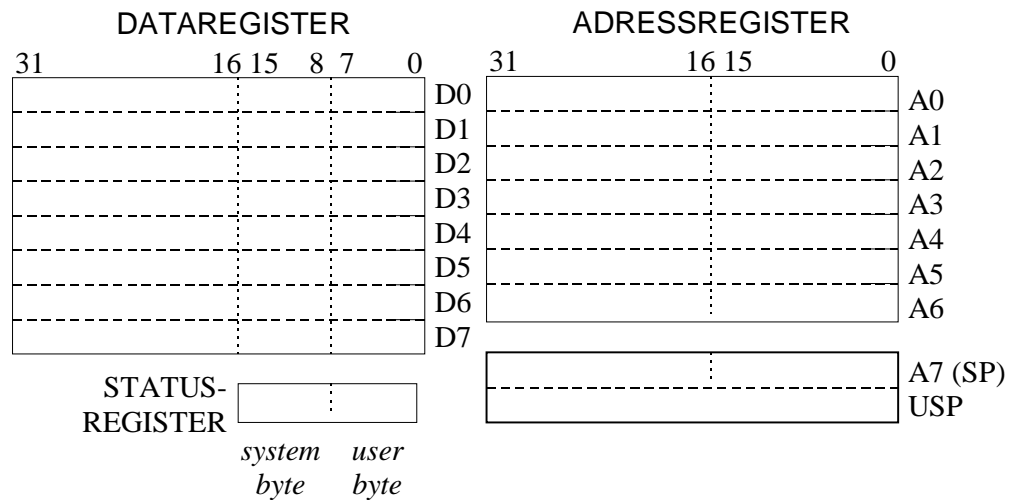 DATAREGISTER
31 16 15 8 7 0
D0
D1
D2
D3
D4
D5
D6
D7
STATUS-
REGISTER
system user
byte byte
ADRESSREGISTER
31 16 15 0
A0
A1
A2
A3
A4
A5
A6
A7 (SP)
USP